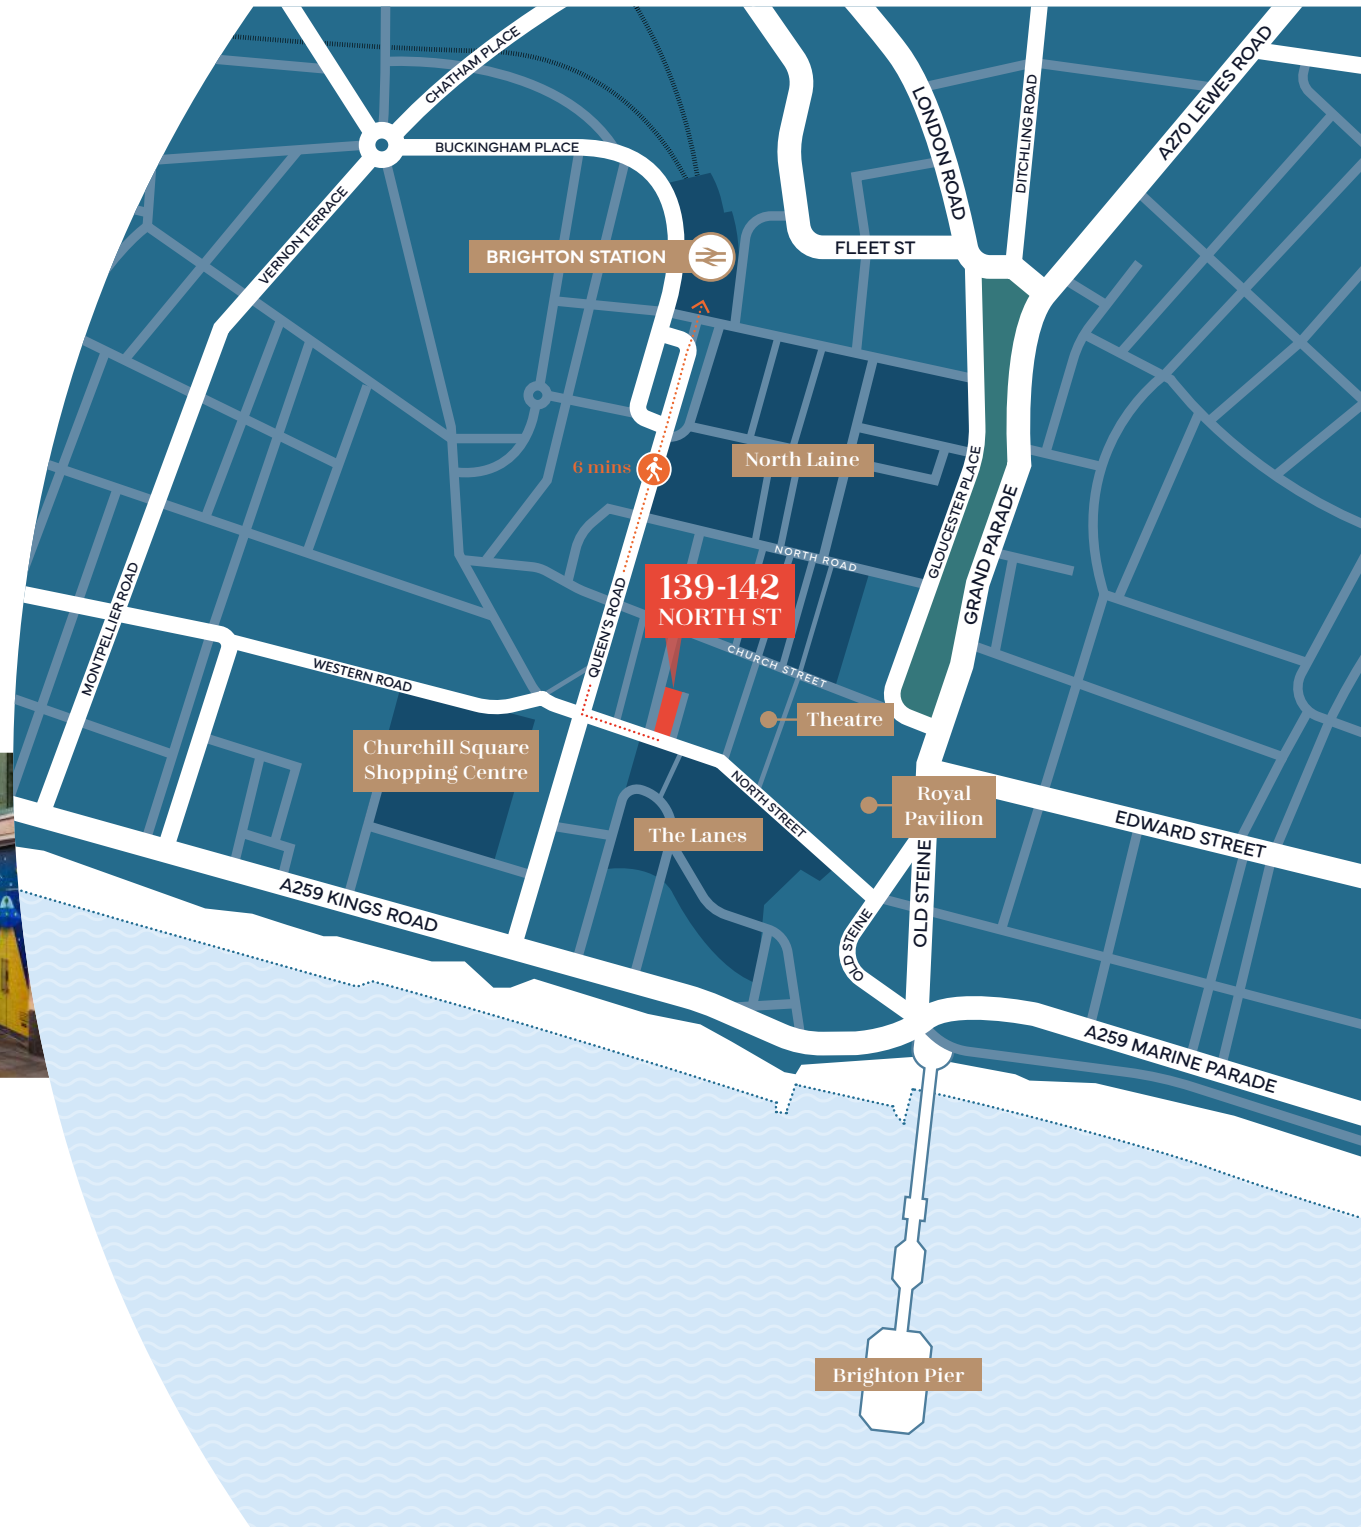 CHATHAM PLACE
BUCKINGHAM PLACE
VERNON TERRACE
LONDON ROAD
DITCHLING ROAD
A270 LEWES ROAD
FLEET ST
BRIGHTON STATION
6 mins
North Laine
GLOUCESTER PLACE
GRAND PARADE
NORTH ROAD
139-142
NORTH ST
QUEEN'S ROAD
CHURCH STREET
MONTPELLIER ROAD
WESTERN ROAD
Theatre
Churchill Square
Shopping Centre
Royal
Pavilion
NORTH STREET
The Lanes
EDWARD STREET
OLD STEINE
OLD STEINE
A259 KINGS ROAD
A259 MARINE PARADE
Brighton Pier